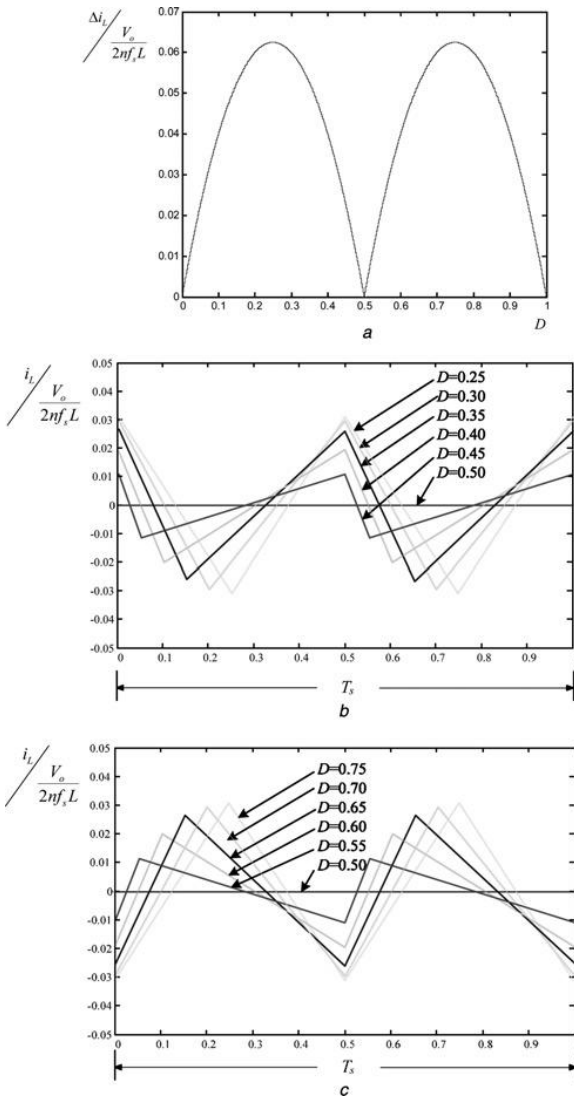 Δi_L / V_o / 2nf_sL
0.07
0.06
0.05
0.04
0.03
0.02
0.01
0
0 0.1 0.2 0.3 0.4 0.5 0.6 0.7 0.8 0.9 1
D
a
i_L / V_o / 2nf_sL
0.05
0.04
0.03
0.02
0.01
0
-0.01
-0.02
-0.03
-0.04
-0.05
D=0.25
D=0.30
D=0.35
D=0.40
D=0.45
D=0.50
0 0.1 0.2 0.3 0.4 0.5 0.6 0.7 0.8 0.9
T_s
b
i_L / V_o / 2nf_sL
0.05
0.04
0.03
0.02
0.01
0
-0.01
-0.02
-0.03
-0.04
-0.05
D=0.75
D=0.70
D=0.65
D=0.60
D=0.55
D=0.50
0 0.1 0.2 0.3 0.4 0.5 0.6 0.7 0.8 0.9
T_s
c